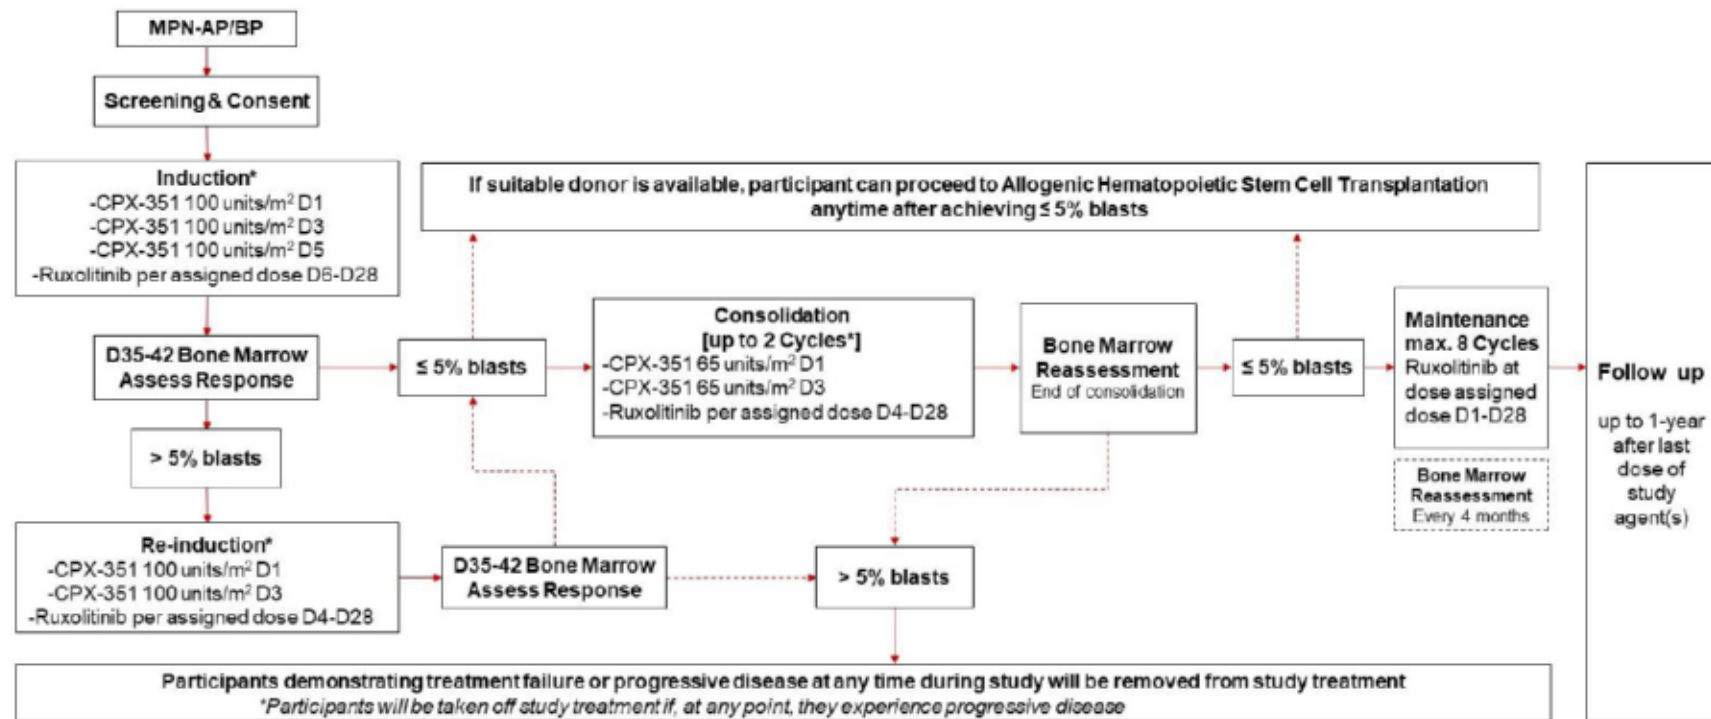 MPN-AP/BP
Screening & Consent
Induction*
-CPX-351 100 units/m² D1
-CPX-351 100 units/m² D3
-CPX-351 100 units/m² D5
-Ruxolitinib per assigned dose D6-D28
If suitable donor is available, participant can proceed to Allogenic Hematopoietic Stem Cell Transplantation
anytime after achieving ≤ 5% blasts
D35-42 Bone Marrow
Assess Response
≤ 5% blasts
Consolidation
[up to 2 Cycles*]
-CPX-351 65 units/m² D1
-CPX-351 65 units/m² D3
-Ruxolitinib per assigned dose D4-D28
Bone Marrow
Reassessment
End of consolidation
≤ 5% blasts
Maintenance
max. 8 Cycles
Ruxolitinib at
dose assigned
dose D1-D28
Bone Marrow
Reassessment
Every 4 months
Follow up
up to 1-year
after last
dose of
study
agent(s)
> 5% blasts
Re-induction*
-CPX-351 100 units/m² D1
-CPX-351 100 units/m² D3
-Ruxolitinib per assigned dose D4-D28
D35-42 Bone Marrow
Assess Response
> 5% blasts
Participants demonstrating treatment failure or progressive disease at any time during study will be removed from study treatment
*Participants will be taken off study treatment if, at any point, they experience progressive disease